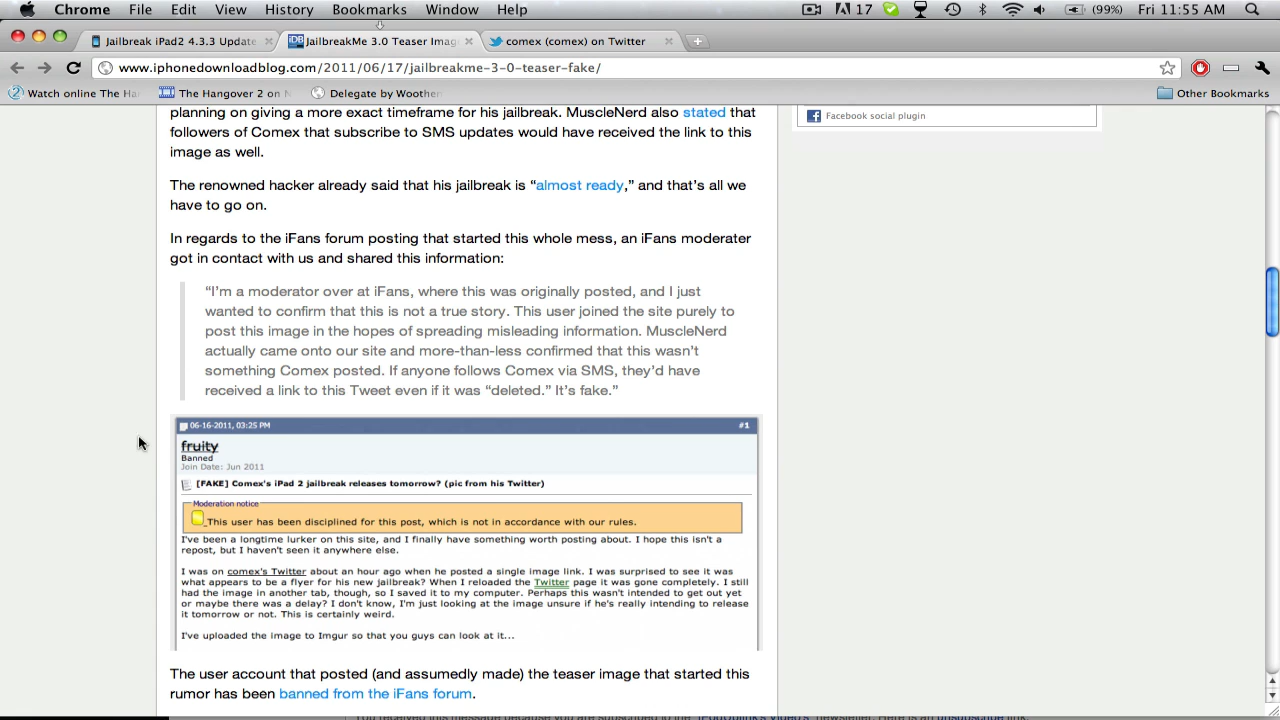 Chrome File Edit View History Bookmarks Window Help 17 (99%) Fri 11:55 AM
Jailbreak iPad2 4.3.3 Update JailbreakMe 3.0 Teaser Imag comex (comex) on Twitter
www.iphonedownloadblog.com/2011/06/17/jailbreakme-3-0-teaser-fake/
Watch online The Ha The Hangover 2 on Delegate by Woother Other Bookmarks
planning on giving a more exact timeframe for his jailbreak. MuscleNerd also stated that
followers of Comex that subscribe to SMS updates would have received the link to this
image as well.
Facebook social plugin
The renowned hacker already said that his jailbreak is “almost ready,” and that’s all we
have to go on.
In regards to the iFans forum posting that started this whole mess, an iFans moderater
got in contact with us and shared this information:
“I’m a moderator over at iFans, where this was originally posted, and I just
wanted to confirm that this is not a true story. This user joined the site purely to
post this image in the hopes of spreading misleading information. MuscleNerd
actually came onto our site and more-than-less confirmed that this wasn’t
something Comex posted. If anyone follows Comex via SMS, they’d have
received a link to this Tweet even if it was “deleted.” It’s fake.”
06-16-2011, 03:25 PM #1
fruity
Banned
Join Date: Jun 2011
[FAKE] Comex's iPad 2 jailbreak releases tomorrow? (pic from his Twitter)
Moderation notice
This user has been disciplined for this post, which is not in accordance with our rules.
I've been a longtime lurker on this site, and I finally have something worth posting about. I hope this isn't a
repost, but I haven't seen it anywhere else.
I was on comex's Twitter about an hour ago when he posted a single image link. I was surprised to see it was
what appears to be a flyer for his new jailbreak? When I reloaded the Twitter page it was gone completely. I still
had the image in another tab, though, so I saved it to my computer. Perhaps this wasn't intended to get out yet
or maybe there was a delay? I don't know, I'm just looking at the image unsure if he's really intending to release
it tomorrow or not. This is certainly weird.
I've uploaded the image to Imgur so that you guys can look at it...
The user account that posted (and assumedly made) the teaser image that started this
rumor has been banned from the iFans forum.